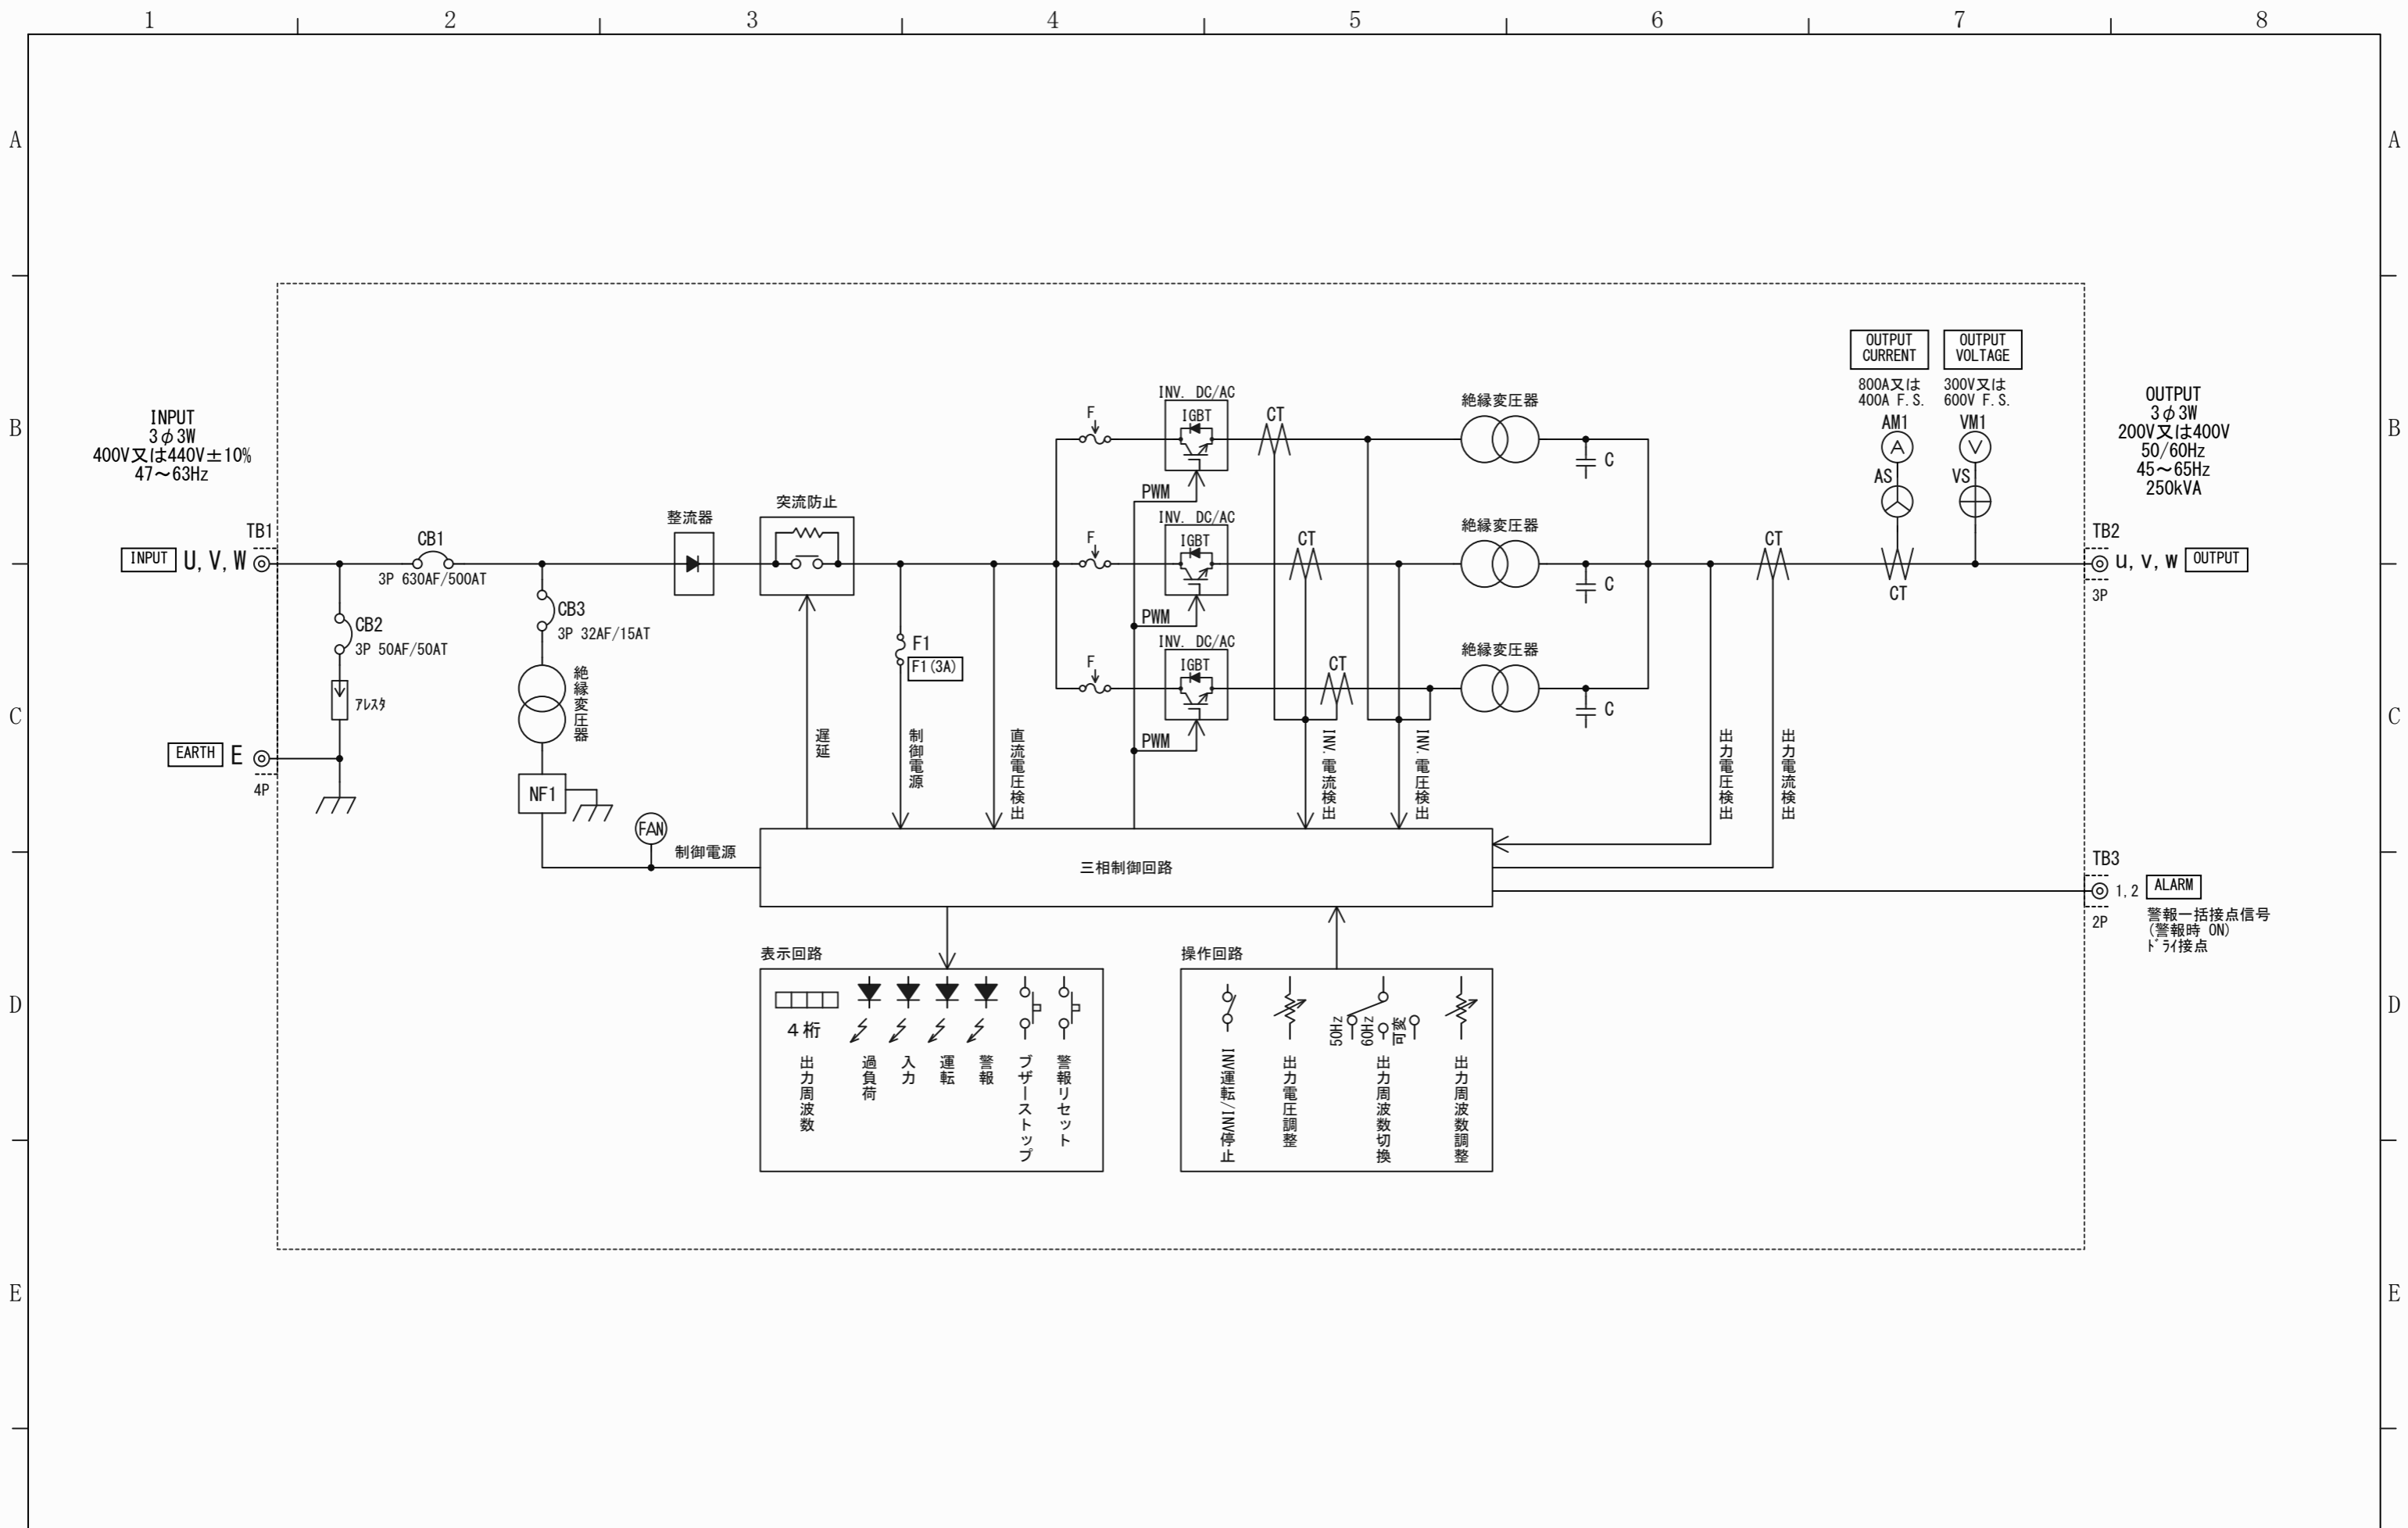 1 2 3 4 5 6 7 8
A A
B B
C C
D D
E E
INPUT
3φ3W
400V又は440V±10%
47～63Hz
TB1
INPUT U, V, W
EARTH E
4P
CB1
3P 630AF/500AT
CB2
3P 50AF/50AT
アレスタ
CB3
3P 32AF/15AT
絶縁変圧器
NF1
FAN
制御電源
整流器
突流防止
遅延
F1
F1(3A)
制御電源
直流電圧検出
F
INV. DC/AC
IGBT
PWM
CT
絶縁変圧器
C
F
INV. DC/AC
IGBT
PWM
CT
絶縁変圧器
C
F
INV. DC/AC
IGBT
PWM
CT
絶縁変圧器
C
INV.電流検出
INV.電圧検出
出力電圧検出
出力電流検出
CT
OUTPUT
CURRENT
800A又は
400A F.S.
AM1
A
AS
CT
OUTPUT
VOLTAGE
300V又は
600V F.S.
VM1
V
VS
OUTPUT
3φ3W
200V又は400V
50/60Hz
45～65Hz
250kVA
TB2
U, V, W OUTPUT
3P
三相制御回路
TB3
1, 2 ALARM
2P
警報一括接点信号
(警報時 ON)
ドライ接点
表示回路
4桁
出力周波数
過負荷
入力
運転
警報
ブザーストップ
警報リセット
操作回路
INV運転/INV停止
出力電圧調整
50Hz
60Hz
可変
出力周波数切換
出力周波数調整